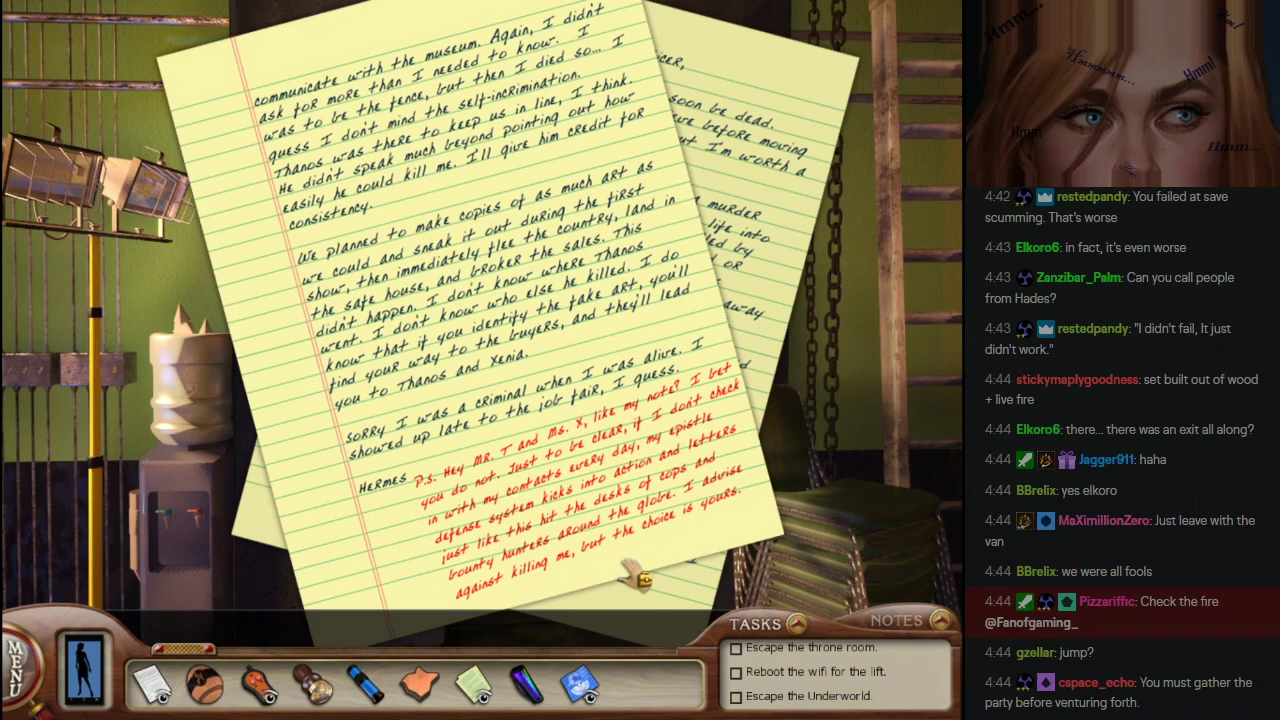 communicate with the museum. Again, I didn't
ask for more than I needed to know. I
was to be the fence, but then I died so... I
guess I don't mind the self-incrimination.
Thanos was there to keep us in line, I think.
He didn't speak much beyond pointing out how
easily he could kill me. I'll give him credit for
consistency.
We planned to make copies of as much art as
we could and sneak it out during the first
show, then immediately flee the country, land in
the safe house, and broker the sales. This
didn't happen. I don't know where Thanos
went. I don't know who else he killed. I do
know that if you identify the fake art, you'll
find your way to the buyers, and they'll lead
you to Thanos and Xenia.
Sorry I was a criminal when I was alive. I
showed up late to the job fair, I guess.
Hermes
P.S. Hey Mr. T and Ms. X, like my note? I bet
you do not. Just to be clear, if I don't check
in with my contacts every day, my epistle
defense system kicks into action and letters
just like this hit the desks of cops and
bounty hunters around the globe. I advise
against killing me, but the choice is yours.
soon be dead.
before moving
I'm worth a
murder
life into
by
or
away
MENU
TASKS
NOTES
Escape the throne room.
Reboot the wifi for the lift.
Escape the Underworld.
Hmm...
Hm!
Hmmmmm...
Hmm!
Hmm
Hmm...
4:42 restedpandy: You failed at save
scumming. That's worse
4:43 Elkoro6: in fact, it's even worse
4:43 Zanzibar_Palm: Can you call people
from Hades?
4:43 restedpandy: "I didn't fail, It just
didn't work."
4:44 stickymaplygoodness: set built out of wood
+ live fire
4:44 Elkoro6: there... there was an exit all along?
4:44 Jagger911: haha
4:44 BBrelix: yes elkoro
4:44 MaXimillionZero: Just leave with the
van
4:44 BBrelix: we were all fools
4:44 Pizzariffic: Check the fire
@Fanofgaming_
4:44 gzellar: jump?
4:44 cspace_echo: You must gather the
party before venturing forth.